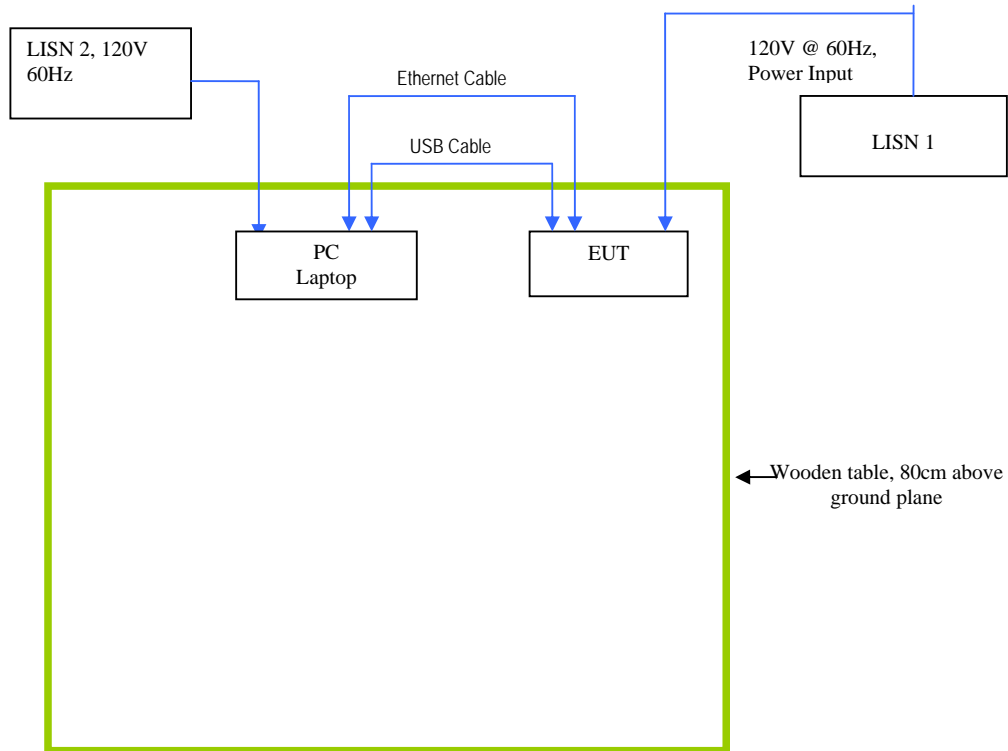 LISN 2, 120V
60Hz
120V @ 60Hz,
Power Input
Ethernet Cable
LISN 1
USB Cable
PC
Laptop
EUT
Wooden table, 80cm above
ground plane